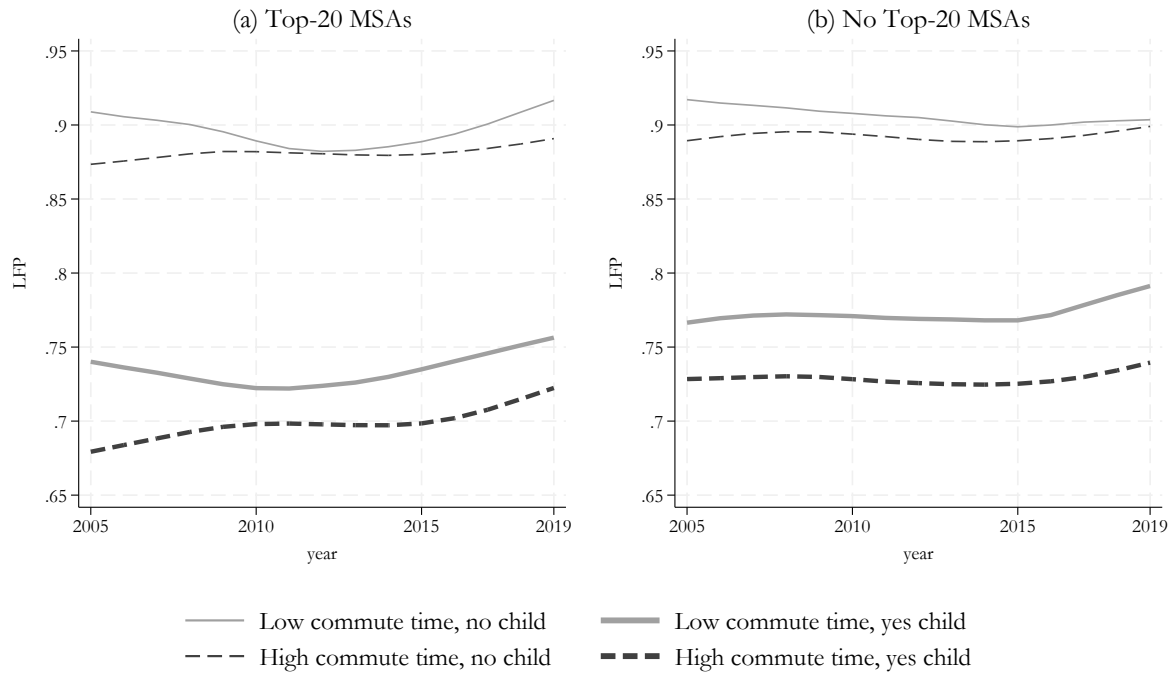 (a) Top-20 MSAs
.95
.9
.85
.8
.75
.7
.65
LFP
2005 2010 2015 2019
year
(b) No Top-20 MSAs
.95
.9
.85
.8
.75
.7
.65
LFP
2005 2010 2015 2019
year
Low commute time, no child
Low commute time, yes child
High commute time, no child
High commute time, yes child